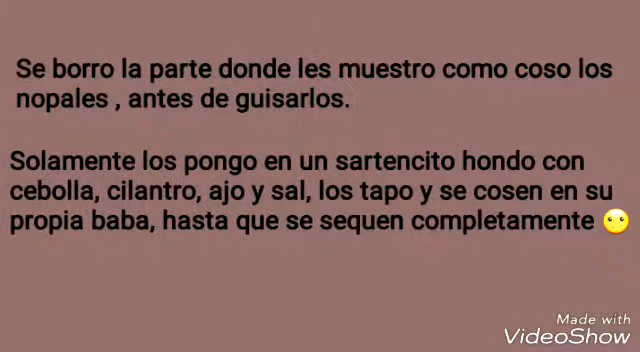 Se borro la parte donde les muestro como coso los
nopales , antes de guisarlos.
Solamente los pongo en un sartencito hondo con
cebolla, cilantro, ajo y sal, los tapo y se cosen en su
propia baba, hasta que se sequen completamente 😶
Made with
VideoShow